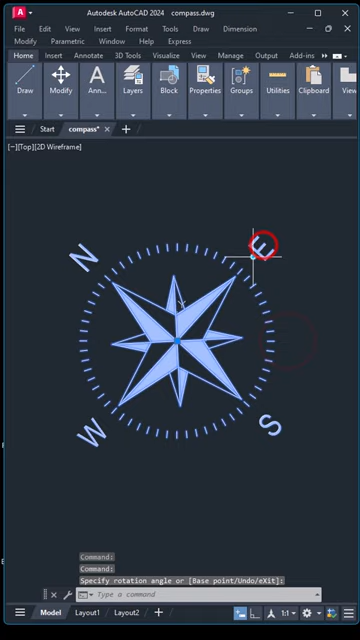 A Autodesk AutoCAD 2024 compass.dwg
File Edit View Insert Format Tools Draw Dimension
Modify Parametric Window Help Express
Home Insert Annotate 3D Tools Visualize Parametric View Manage Output Add-ins
Draw Modify Ann... Layers Block Properties Groups Utilities Clipboard View
Start compass*
[−][Top][2D Wireframe]
N E
Y
W S
Command:
Command:
Specify rotation angle or [Base point/Undo/eXit]:
Type a command
Model Layout1 Layout2 1:1